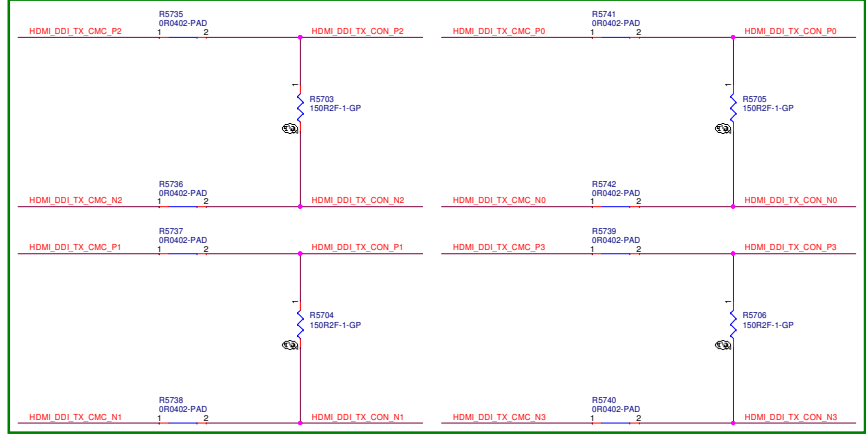 R5735
0R0402-PAD
HDMI_DDI_TX_CMC_P2 1 2 HDMI_DDI_TX_CON_P2
1
R5703
150R2F-1-GP
2
R5736
0R0402-PAD
HDMI_DDI_TX_CMC_N2 1 2 HDMI_DDI_TX_CON_N2
R5741
0R0402-PAD
HDMI_DDI_TX_CMC_P0 1 2 HDMI_DDI_TX_CON_P0
1
R5705
150R2F-1-GP
2
R5742
0R0402-PAD
HDMI_DDI_TX_CMC_N0 1 2 HDMI_DDI_TX_CON_N0
R5737
0R0402-PAD
HDMI_DDI_TX_CMC_P1 1 2 HDMI_DDI_TX_CON_P1
1
R5704
150R2F-1-GP
2
R5738
0R0402-PAD
HDMI_DDI_TX_CMC_N1 1 2 HDMI_DDI_TX_CON_N1
R5739
0R0402-PAD
HDMI_DDI_TX_CMC_P3 1 2 HDMI_DDI_TX_CON_P3
1
R5706
150R2F-1-GP
2
R5740
0R0402-PAD
HDMI_DDI_TX_CMC_N3 1 2 HDMI_DDI_TX_CON_N3